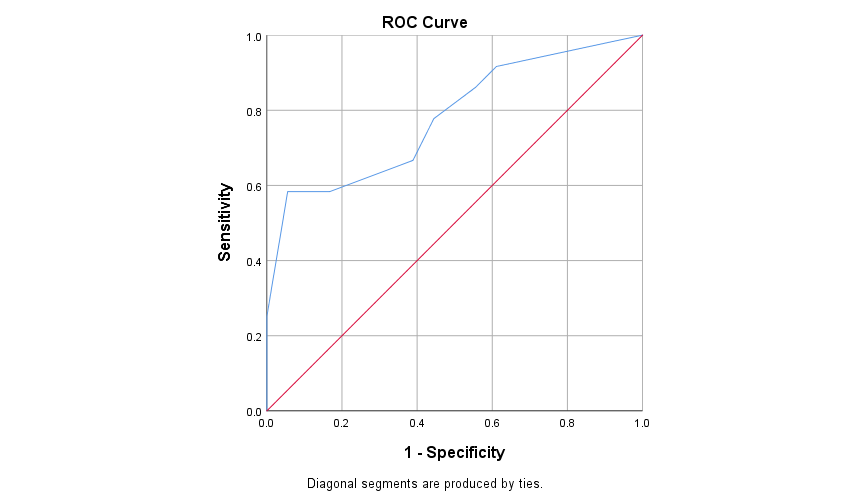 ROC Curve
1.0
0.8
0.6
0.4
0.2
0.0
Sensitivity
0.0 0.2 0.4 0.6 0.8 1.0
1 - Specificity
Diagonal segments are produced by ties.